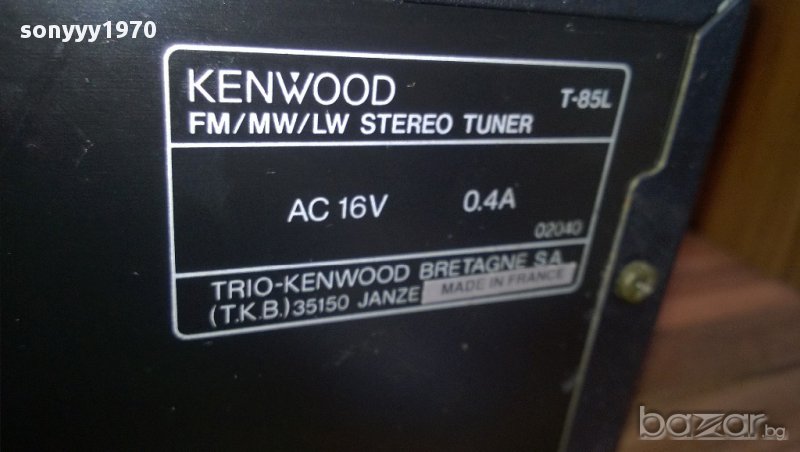 sonyyy1970
KENWOOD T-85L
FM/MW/LW STEREO TUNER
AC 16V 0.4A
02040
TRIO-KENWOOD BRETAGNE S.A.
(T.K.B.) 35150 JANZE MADE IN FRANCE
bazar.bg